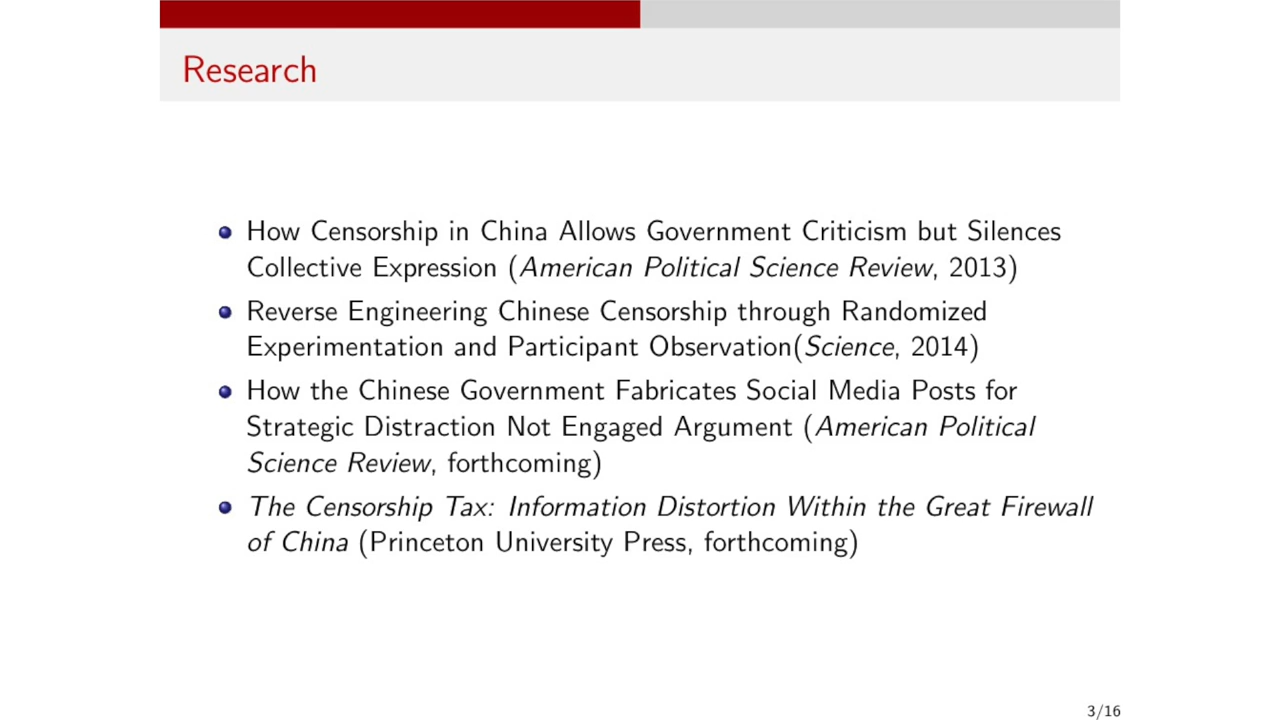 Research
How Censorship in China Allows Government Criticism but Silences
Collective Expression (American Political Science Review, 2013)
Reverse Engineering Chinese Censorship through Randomized
Experimentation and Participant Observation(Science, 2014)
How the Chinese Government Fabricates Social Media Posts for
Strategic Distraction Not Engaged Argument (American Political
Science Review, forthcoming)
The Censorship Tax: Information Distortion Within the Great Firewall
of China (Princeton University Press, forthcoming)
3/16